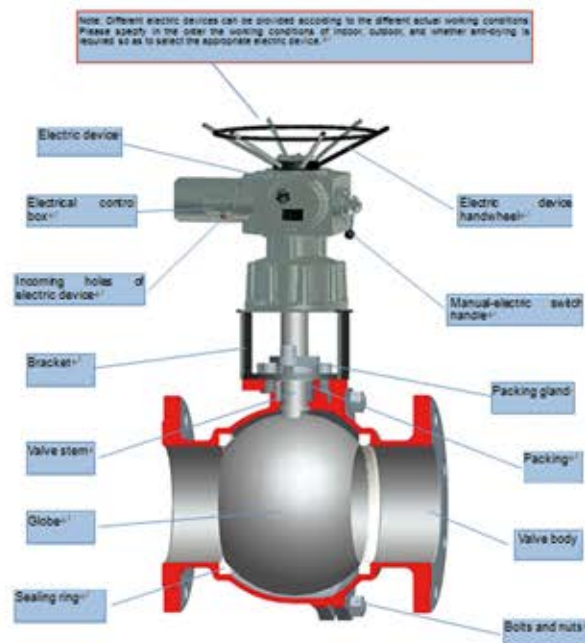 Note: Different electric devices can be provided according to the different actual working conditions.
Please specify in the order the working conditions of indoor, outdoor, and whether anti-drying is
required so as to select the appropriate electric device.
Electric device
Electrical control
box
Electric device
handwheel
Incoming holes of
electric device
Manual-electric switch
handle
Bracket
Packing gland
Valve stem
Packing
Globe
Valve body
Sealing ring
Bolts and nuts